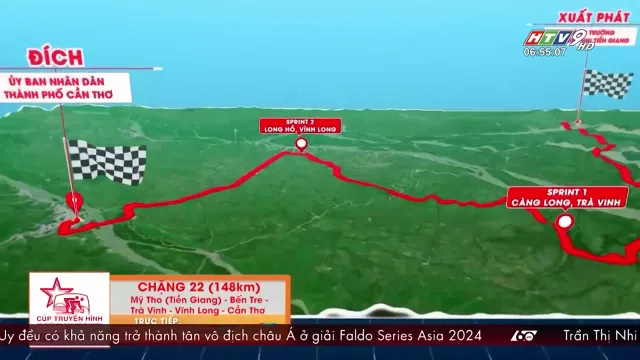 XUẤT PHÁT
HTV9 HD
06:55:07
TRƯỜNG
TIỀN GIANG
ĐÍCH
ỦY BAN NHÂN DÂN
THÀNH PHỐ CẦN THƠ
SPRINT 2
LONG HỒ, VĨNH LONG
SPRINT 1
CÀNG LONG, TRÀ VINH
CHẶNG 22 (148km)
Mỹ Tho (Tiền Giang) - Bến Tre -
Trà Vinh - Vĩnh Long - Cần Thơ
TRỰC TIẾP
CÚP TRUYỀN HÌNH
Uy đều có khả năng trở thành tân vô địch châu Á ở giải Faldo Series Asia 2024
Trần Thị Nhi